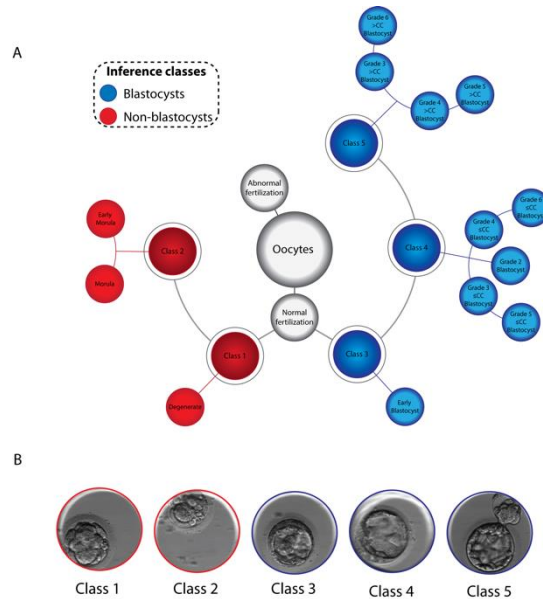 A
Inference classes
Blastocysts
Non-blastocysts
Grade 6
>CC
Blastocyst
Grade 3
>CC
Blastocyst
Grade 4
>CC
Blastocyst
Grade 5
>CC
Blastocyst
Class 5
Abnormal
fertilization
Oocytes
Normal
fertilization
Early
Morula
Morula
Class 2
Class 1
Degenerate
Class 4
Grade 6
≤CC
Blastocyst
Grade 4
≤CC
Blastocyst
Grade 2
Blastocyst
Grade 3
≤CC
Blastocyst
Grade 5
≤CC
Blastocyst
Class 3
Early
Blastocyst
B
Class 1
Class 2
Class 3
Class 4
Class 5